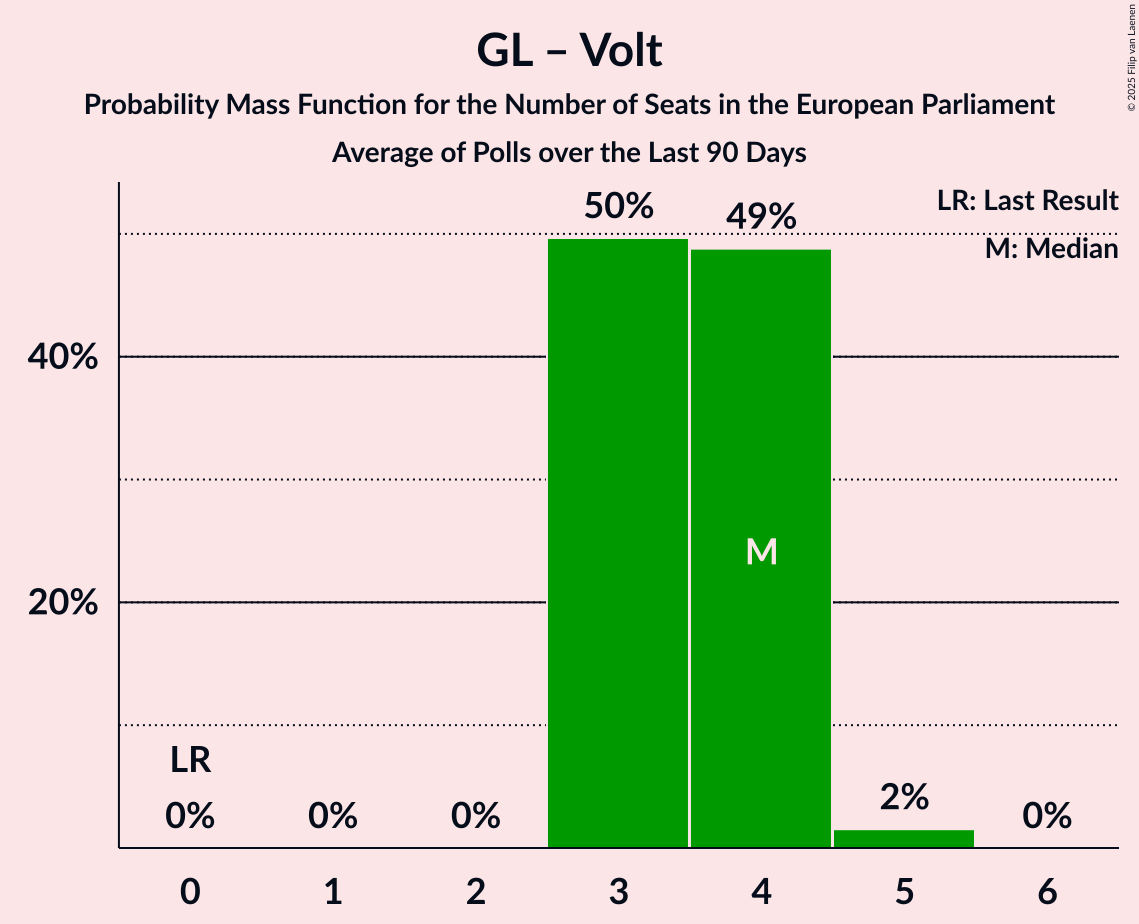 GL – Volt
Probability Mass Function for the Number of Seats in the European Parliament
Average of Polls over the Last 90 Days
© 2025 Filip van Laenen
LR: Last Result
M: Median
50%
49%
40%
M
20%
LR
0%
0%
0%
2%
0%
0
1
2
3
4
5
6